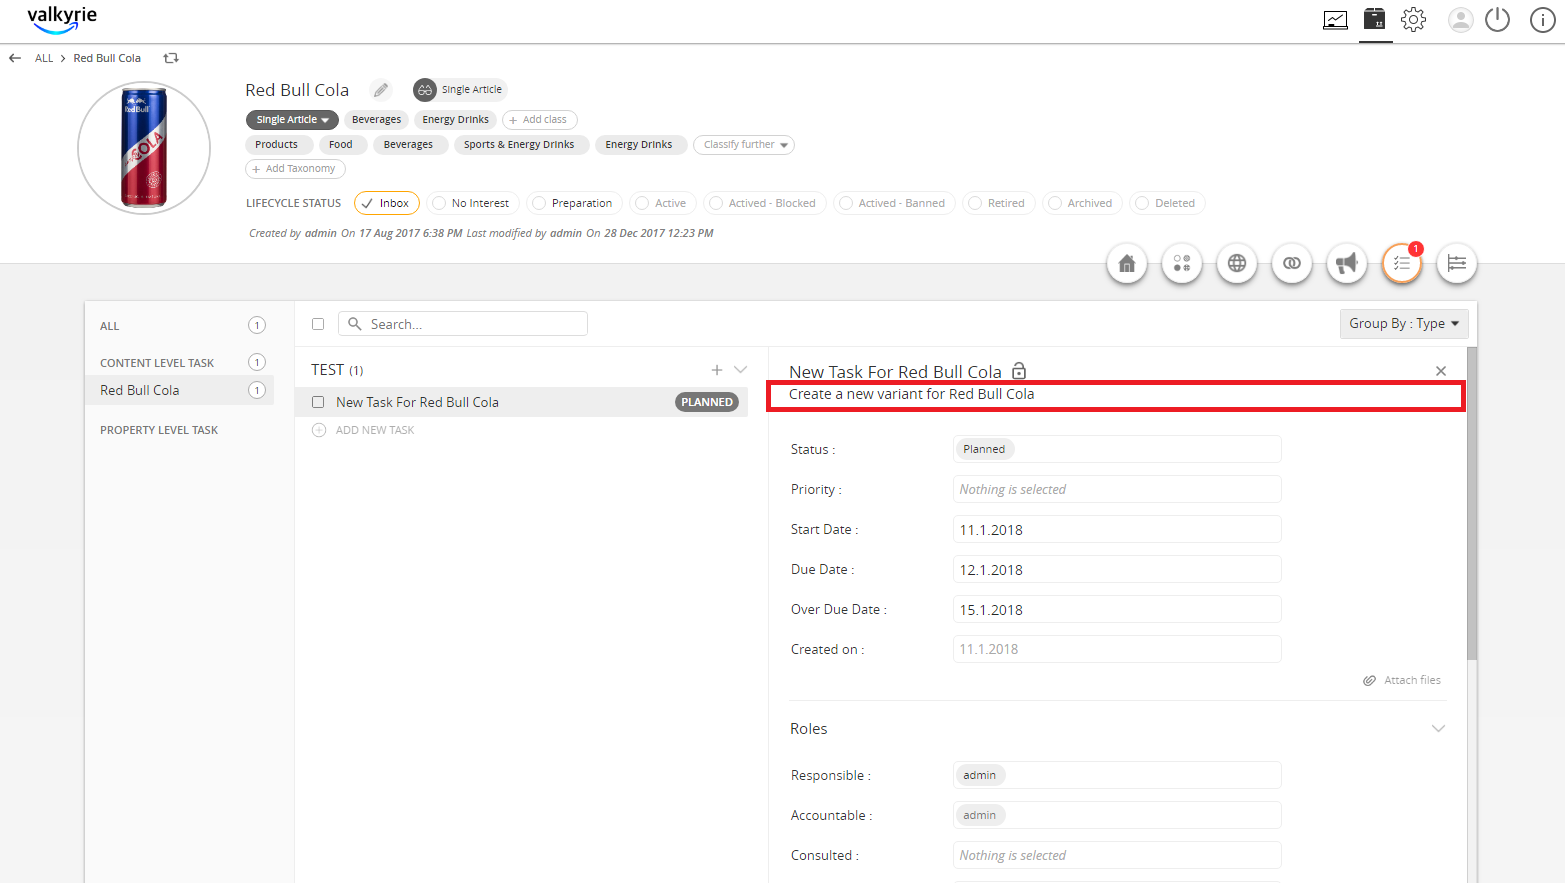 valkyrie
ALL > Red Bull Cola
Red Bull Cola
Single Article
Single Article
Beverages
Energy Drinks
+ Add class
Products
Food
Beverages
Sports & Energy Drinks
Energy Drinks
Classify further
+ Add Taxonomy
LIFECYCLE STATUS
Inbox
No Interest
Preparation
Active
Actived - Blocked
Actived - Banned
Retired
Archived
Deleted
Created by admin On 17 Aug 2017 6:38 PM Last modified by admin On 28 Dec 2017 12:23 PM
RedBull
COLA
1
ALL
1
CONTENT LEVEL TASK
1
Red Bull Cola
1
PROPERTY LEVEL TASK
Search...
Group By : Type
TEST (1)
New Task For Red Bull Cola
PLANNED
ADD NEW TASK
New Task For Red Bull Cola
Create a new variant for Red Bull Cola
Status :
Planned
Priority :
Nothing is selected
Start Date :
11.1.2018
Due Date :
12.1.2018
Over Due Date :
15.1.2018
Created on :
11.1.2018
Attach files
Roles
Responsible :
admin
Accountable :
admin
Consulted :
Nothing is selected